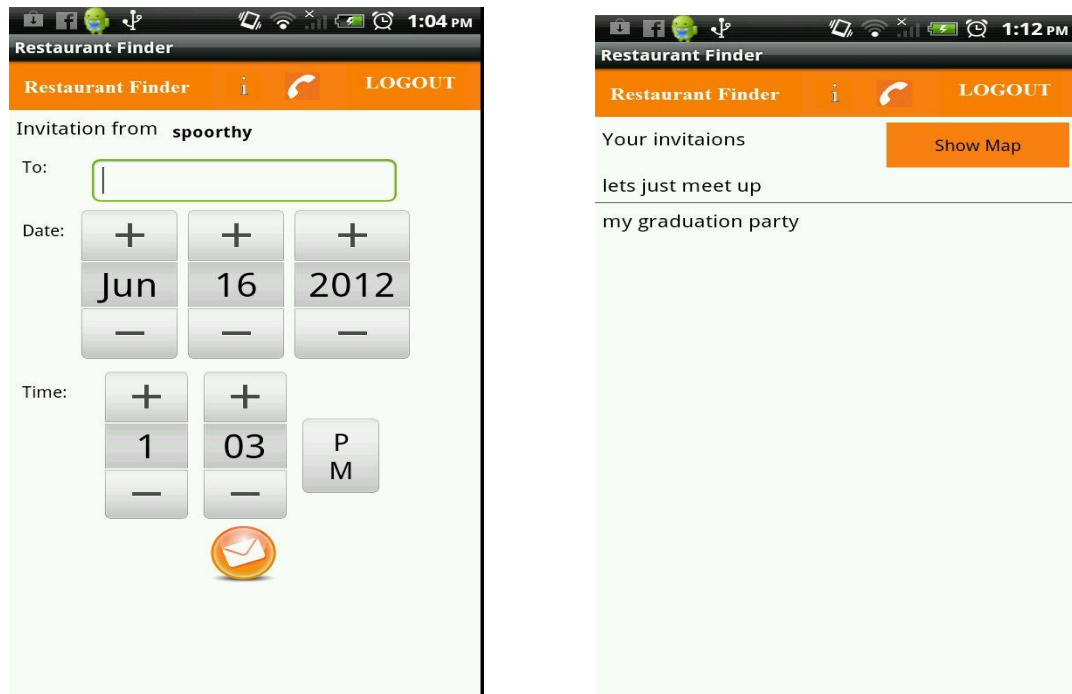 1:04 PM
Restaurant Finder
Restaurant Finder i LOGOUT
Invitation from spoorthy
To:
Date:
+ + +
Jun 16 2012
— — —
Time:
+ +
1 03 P
M
— —
1:12 PM
Restaurant Finder
Restaurant Finder i LOGOUT
Your invitaions Show Map
lets just meet up
my graduation party